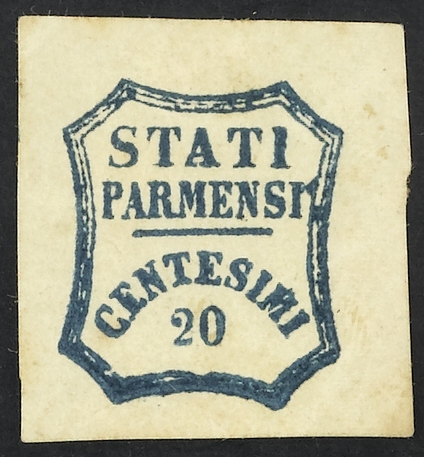 STATI
PARMENSI
CENTESIMI
20